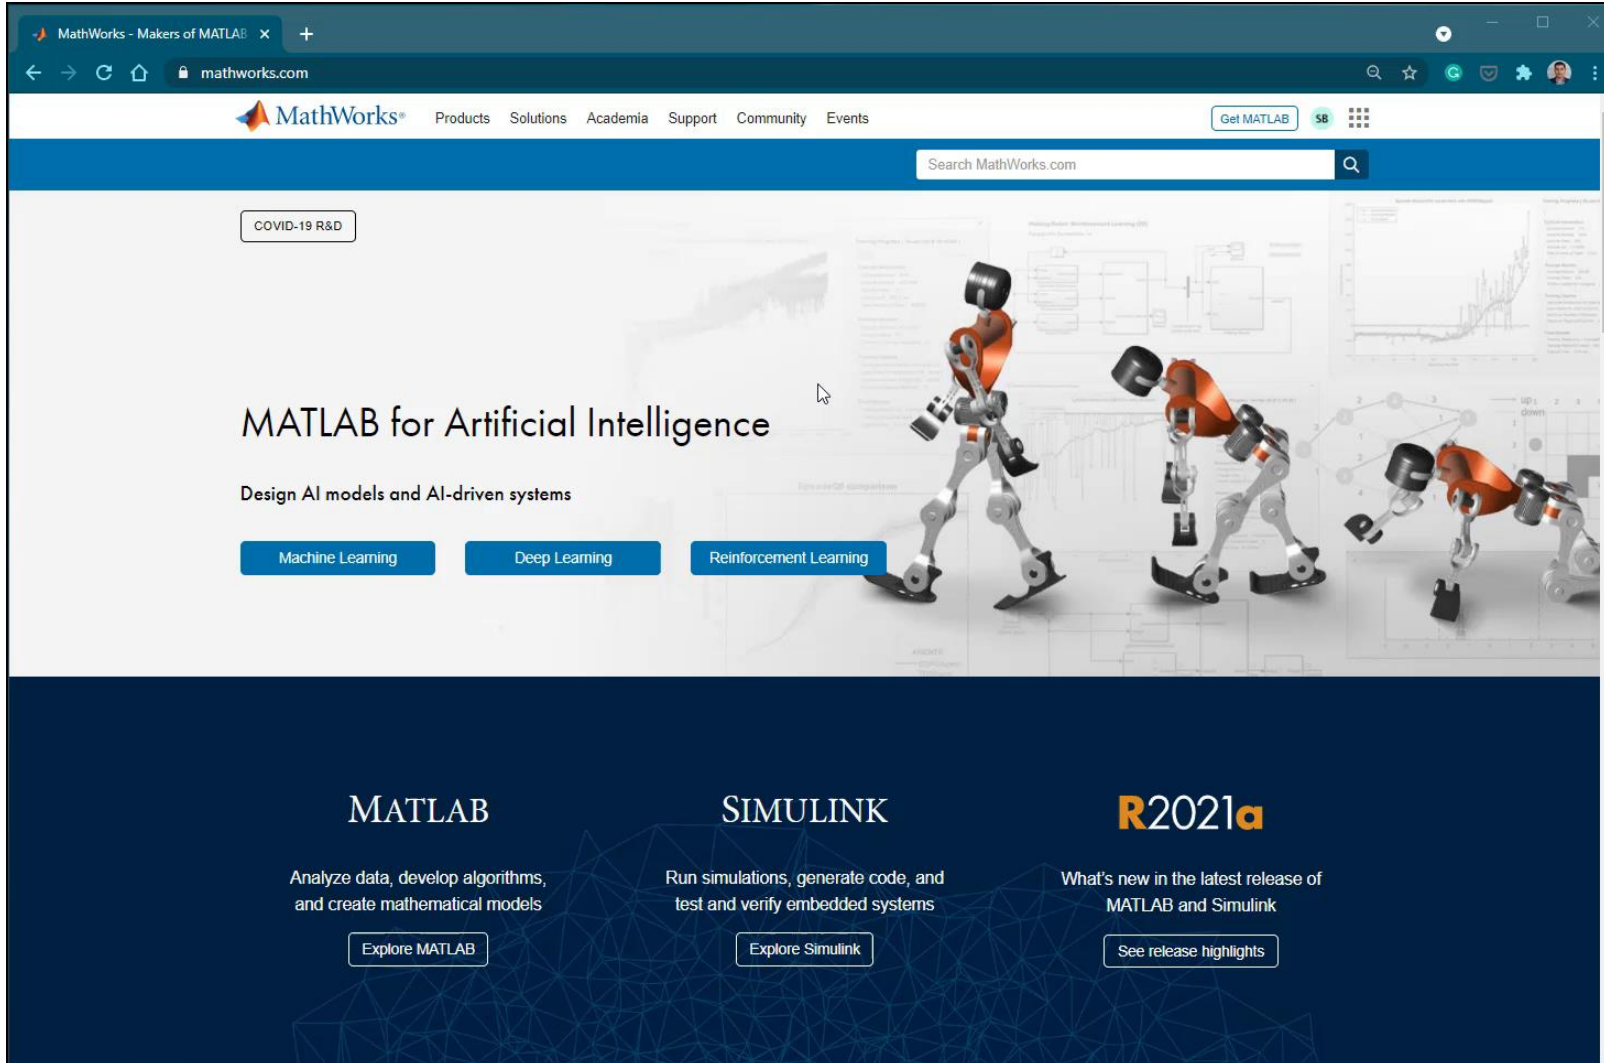 MathWorks - Makers of MATLAB
mathworks.com
MathWorks®
Products Solutions Academia Support Community Events
Get MATLAB
SB
Search MathWorks.com
COVID-19 R&D
MATLAB for Artificial Intelligence
Design AI models and AI-driven systems
Machine Learning Deep Learning Reinforcement Learning
up
down
MATLAB
Analyze data, develop algorithms,
and create mathematical models
Explore MATLAB
SIMULINK
Run simulations, generate code, and
test and verify embedded systems
Explore Simulink
R2021a
What's new in the latest release of
MATLAB and Simulink
See release highlights